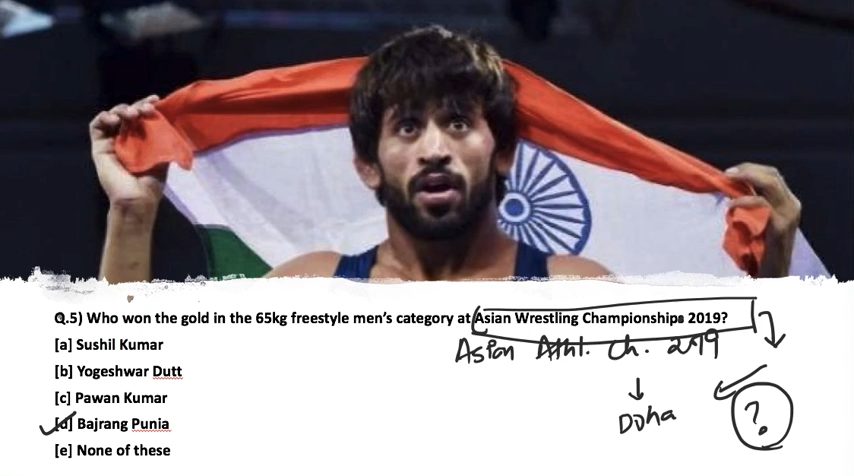 Q.5) Who won the gold in the 65kg freestyle men's category at Asian Wrestling Championships 2019?
Asian Athl. Ch. 2019
[a] Sushil Kumar
[b] Yogeshwar Dutt
[c] Pawan Kumar
Doha
?
[d] Bajrang Punia
[e] None of these